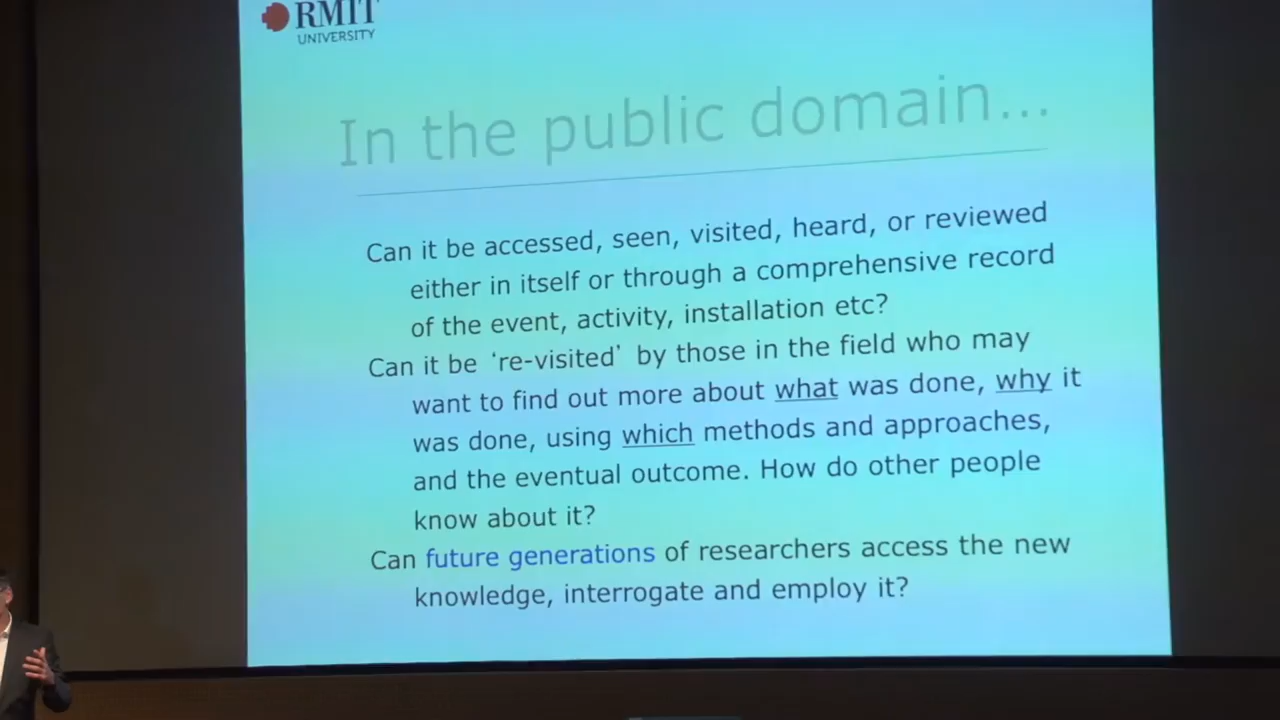 RMIT
UNIVERSITY
In the public domain...
Can it be accessed, seen, visited, heard, or reviewed
either in itself or through a comprehensive record
of the event, activity, installation etc?
Can it be ‘re-visited’ by those in the field who may
want to find out more about what was done, why it
was done, using which methods and approaches,
and the eventual outcome. How do other people
know about it?
Can future generations of researchers access the new
knowledge, interrogate and employ it?